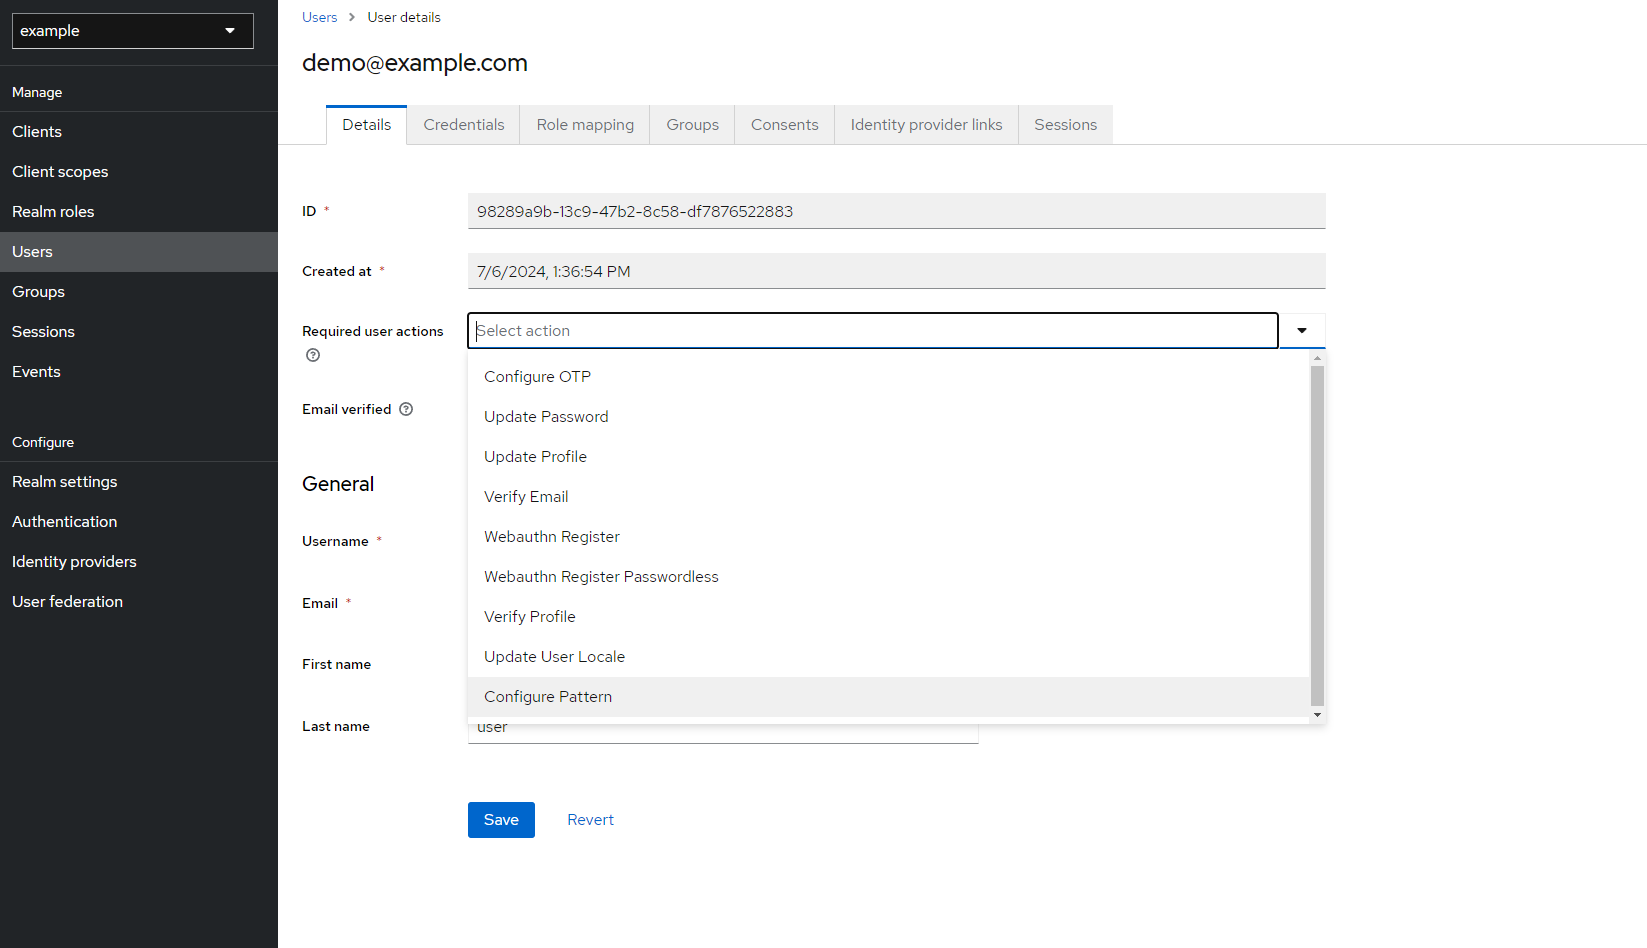 example
Manage
Clients
Client scopes
Realm roles
Users
Groups
Sessions
Events
Configure
Realm settings
Authentication
Identity providers
User federation
Users > User details
demo@example.com
Details Credentials Role mapping Groups Consents Identity provider links Sessions
ID * 98289a9b-13c9-47b2-8c58-df7876522883
Created at * 7/6/2024, 1:36:54 PM
Required user actions ? Select action
Configure OTP
Update Password
Update Profile
Verify Email
Webauthn Register
Webauthn Register Passwordless
Verify Profile
Update User Locale
Configure Pattern
Email verified ?
General
Username *
Email *
First name
Last name user
Save Revert